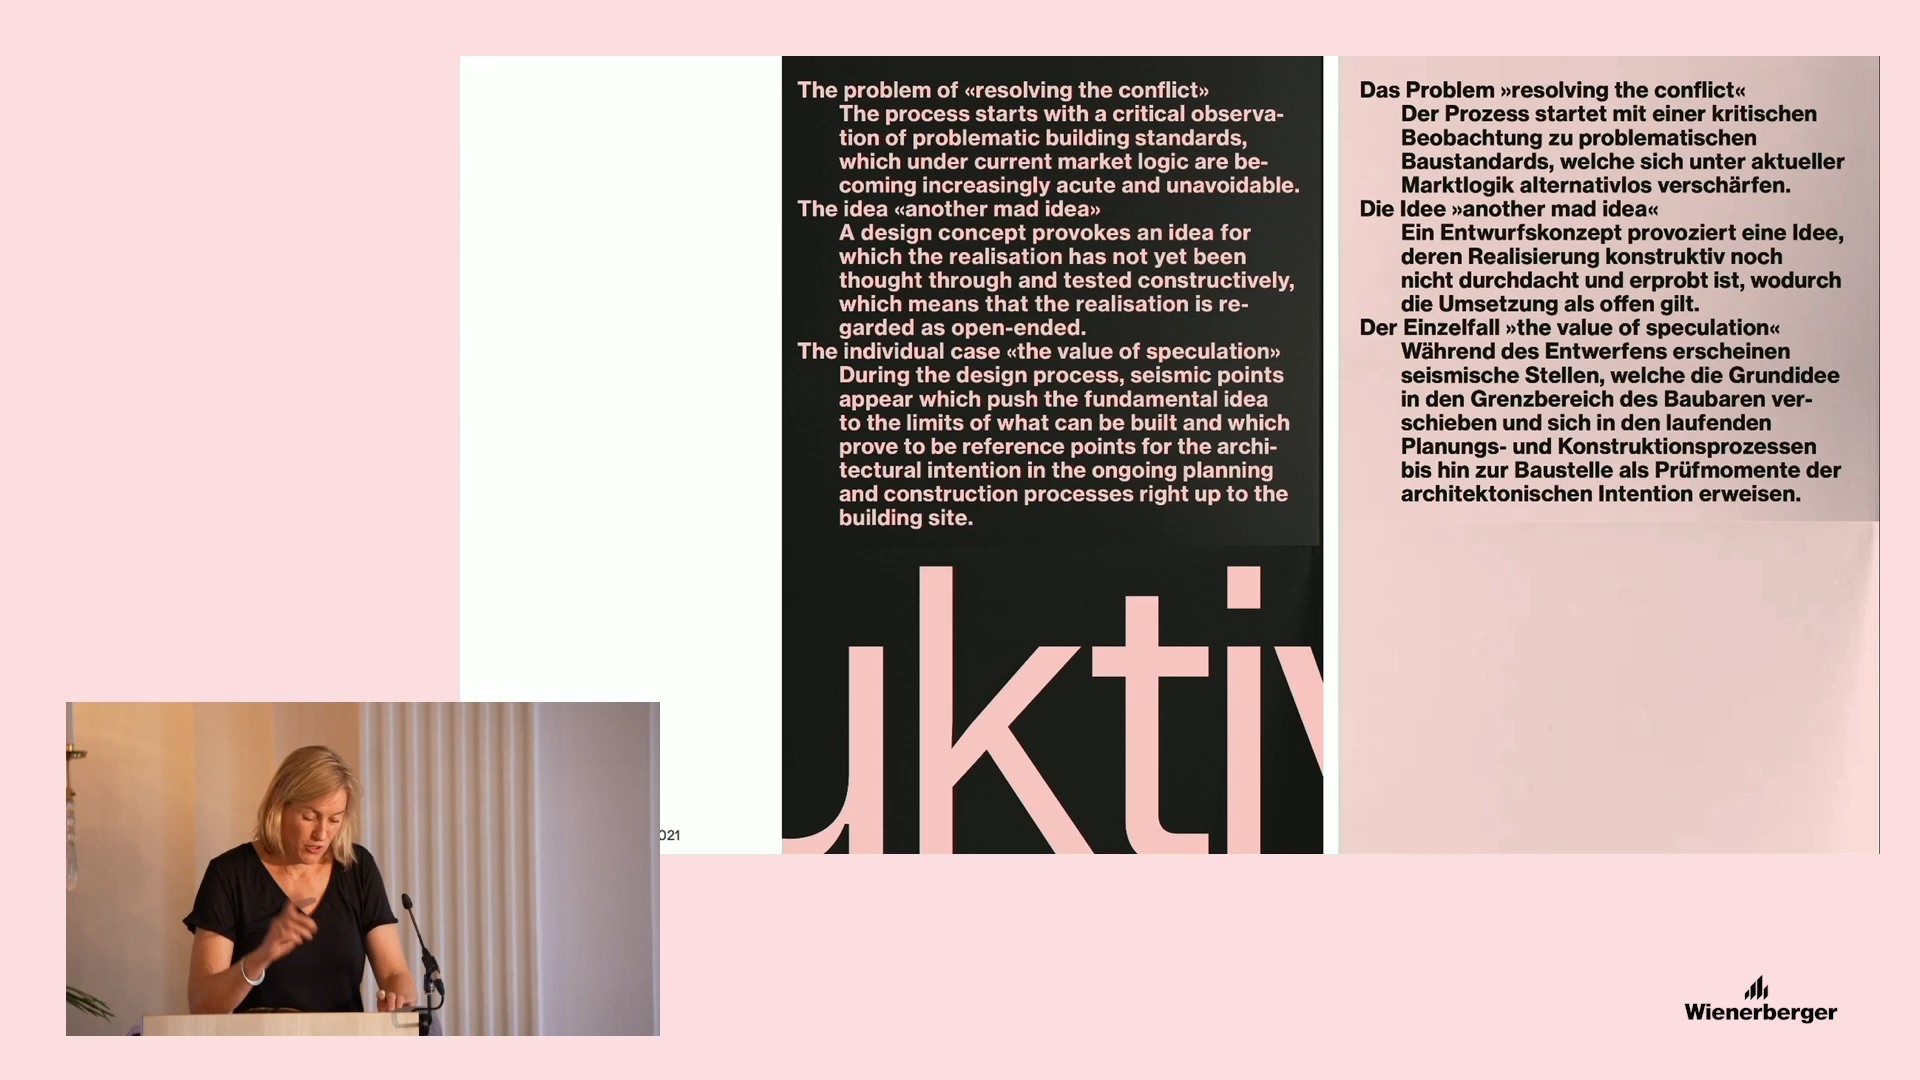 The problem of «resolving the conflict»
The process starts with a critical observa-
tion of problematic building standards,
which under current market logic are be-
coming increasingly acute and unavoidable.
The idea «another mad idea»
A design concept provokes an idea for
which the realisation has not yet been
thought through and tested constructively,
which means that the realisation is re-
garded as open-ended.
The individual case «the value of speculation»
During the design process, seismic points
appear which push the fundamental idea
to the limits of what can be built and which
prove to be reference points for the archi-
tectural intention in the ongoing planning
and construction processes right up to the
building site.
uktiv
Das Problem »resolving the conflict«
Der Prozess startet mit einer kritischen
Beobachtung zu problematischen
Baustandards, welche sich unter aktueller
Marktlogik alternativlos verschärfen.
Die Idee »another mad idea«
Ein Entwurfskonzept provoziert eine Idee,
deren Realisierung konstruktiv noch
nicht durchdacht und erprobt ist, wodurch
die Umsetzung als offen gilt.
Der Einzelfall »the value of speculation«
Während des Entwerfens erscheinen
seismische Stellen, welche die Grundidee
in den Grenzbereich des Baubaren ver-
schieben und sich in den laufenden
Planungs- und Konstruktionsprozessen
bis hin zur Baustelle als Prüfmomente der
architektonischen Intention erweisen.
021
Wienerberger